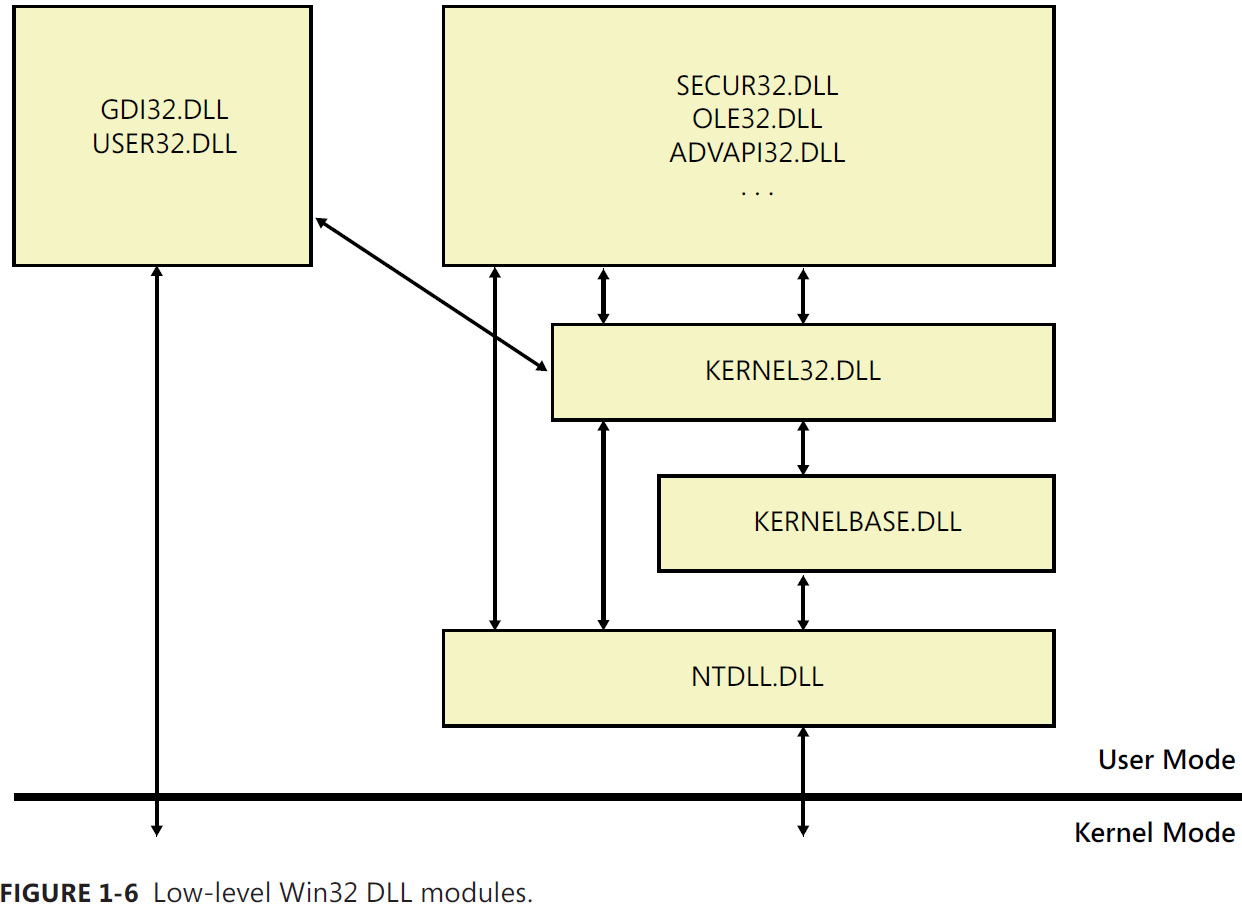 GDI32.DLL
USER32.DLL
SECUR32.DLL
OLE32.DLL
ADVAPI32.DLL
. . .
KERNEL32.DLL
KERNELBASE.DLL
NTDLL.DLL
User Mode
Kernel Mode
FIGURE 1-6 Low-level Win32 DLL modules.